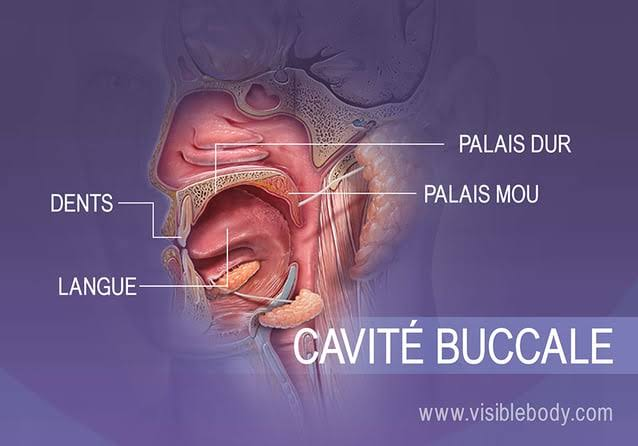 PALAIS DUR
PALAIS MOU
DENTS
LANGUE
CAVITÉ BUCCALE
www.visiblebody.com